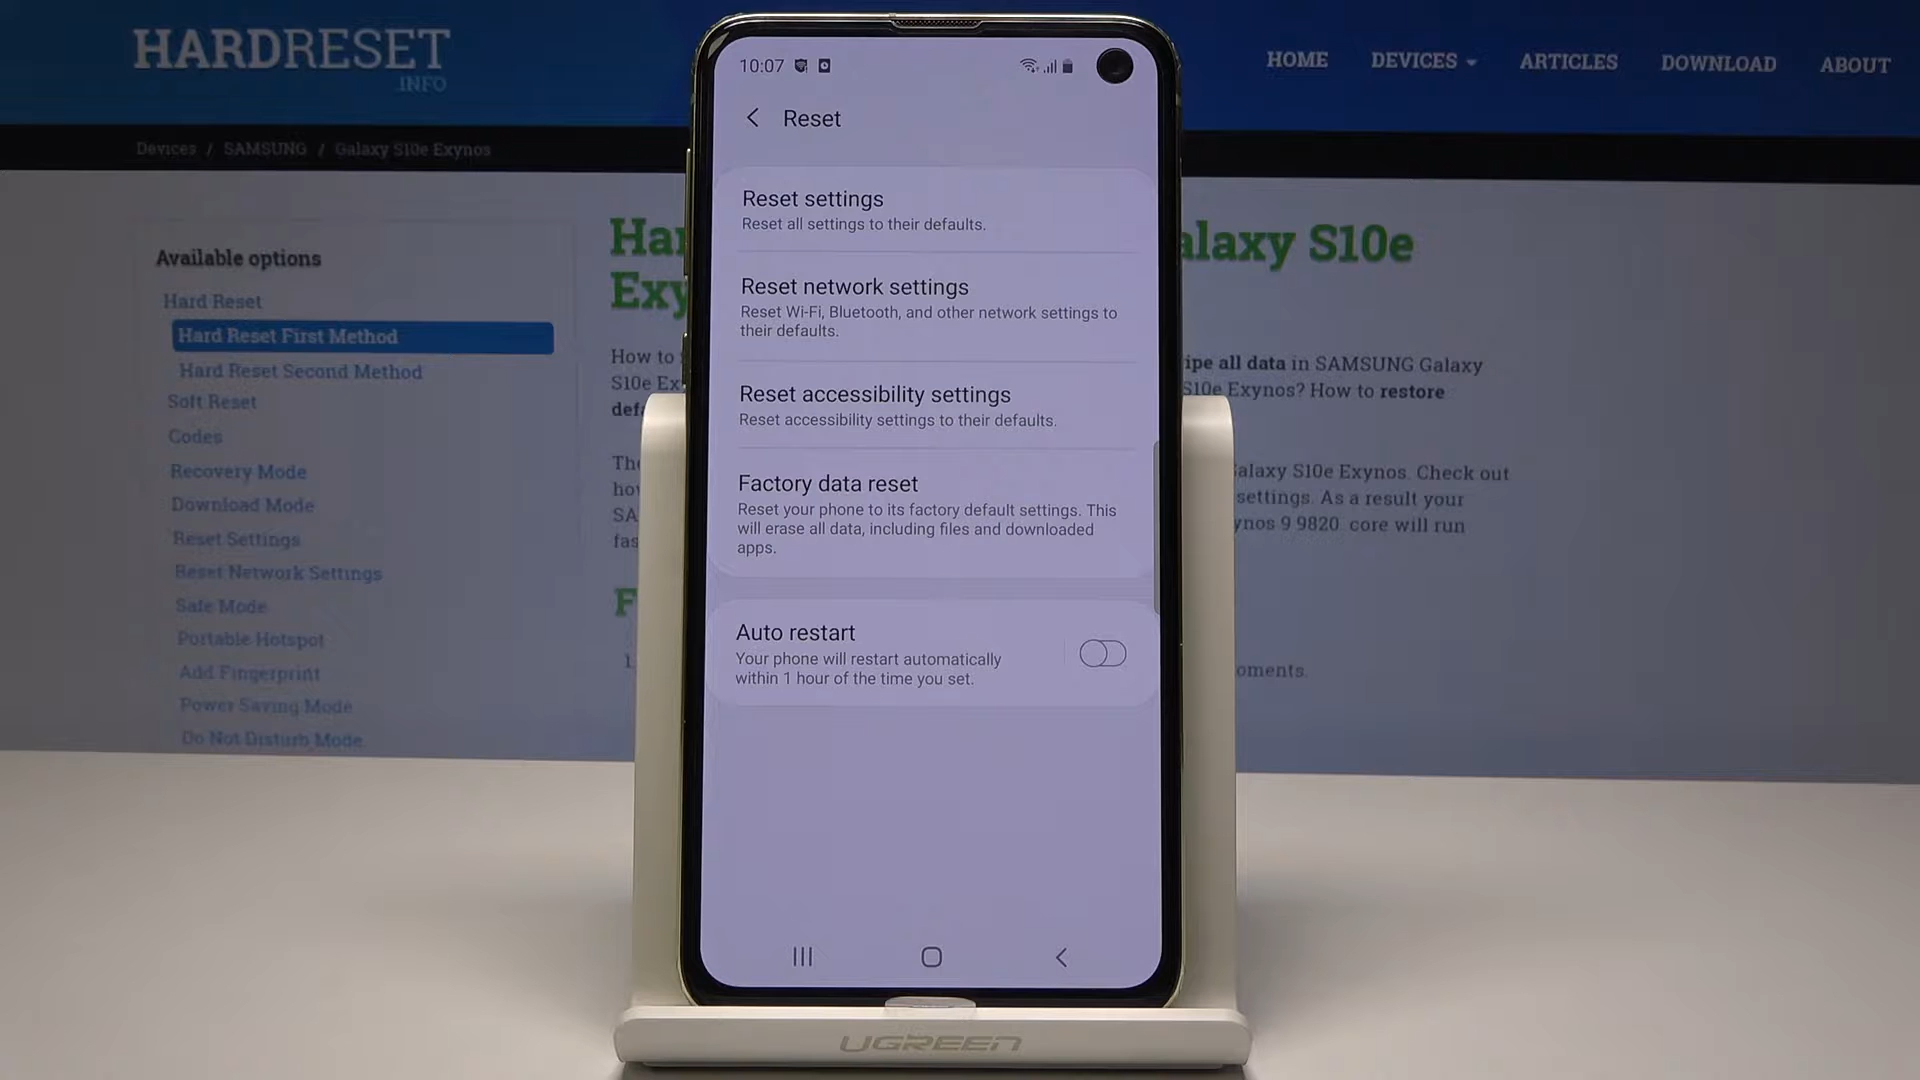 HARDRESET
.INFO
HOME DEVICES ARTICLES DOWNLOAD ABOUT
Devices / SAMSUNG / Galaxy S10e Exynos
Available options
Hard Reset
Hard Reset First Method
Hard Reset Second Method
Soft Reset
Codes
Recovery Mode
Download Mode
Reset Settings
Reset Network Settings
Safe Mode
Portable Hotspot
Add Fingerprint
Power Saving Mode
Do Not Disturb Mode
10:07
Reset
Reset settings
Reset all settings to their defaults.
Reset network settings
Reset Wi-Fi, Bluetooth, and other network settings to
their defaults.
Reset accessibility settings
Reset accessibility settings to their defaults.
Factory data reset
Reset your phone to its factory default settings. This
will erase all data, including files and downloaded
apps.
Auto restart
Your phone will restart automatically
within 1 hour of the time you set.
alaxy S10e
How to
S10e Ex
ipe all data in SAMSUNG Galaxy
S10e Exynos? How to restore
alaxy S10e Exynos. Check out
settings. As a result your
ynos 9 9820 core will run
1.
oments.
UGREEN